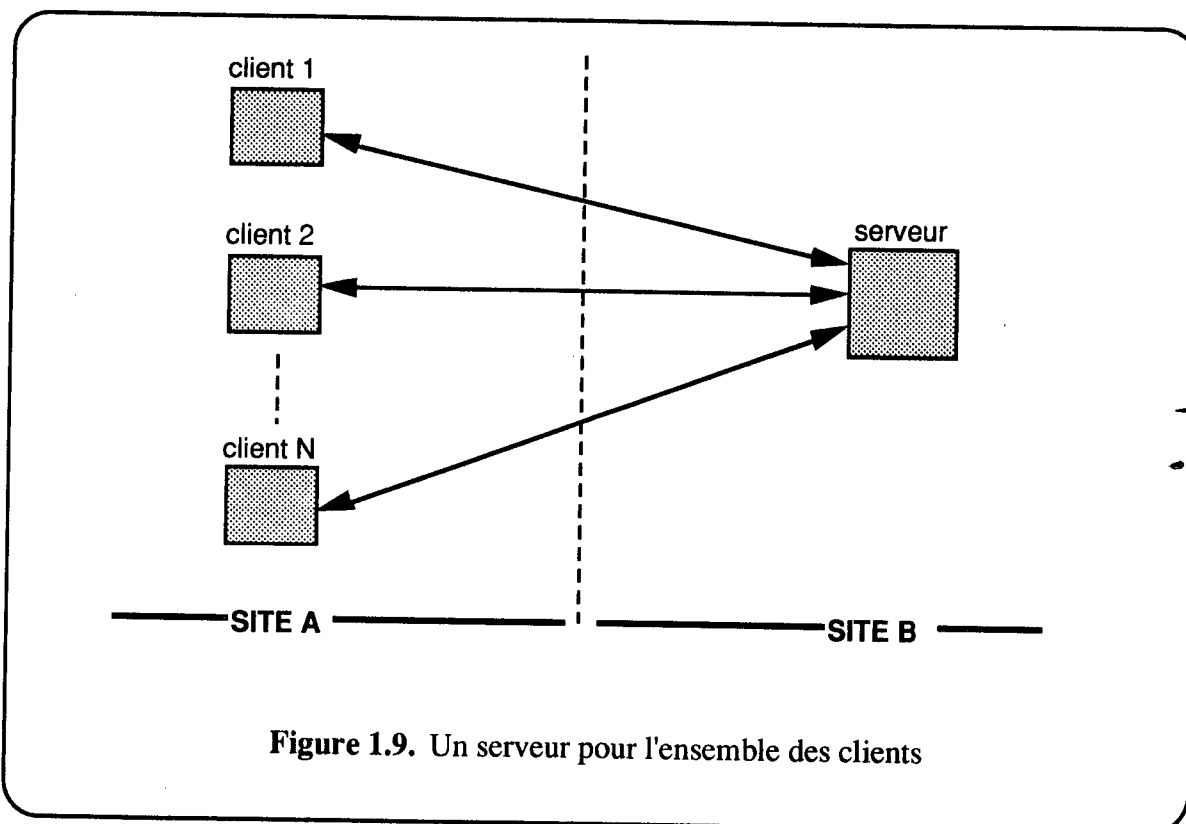 client 1
client 2
serveur
client N
SITE A
SITE B
Figure 1.9. Un serveur pour l'ensemble des clients